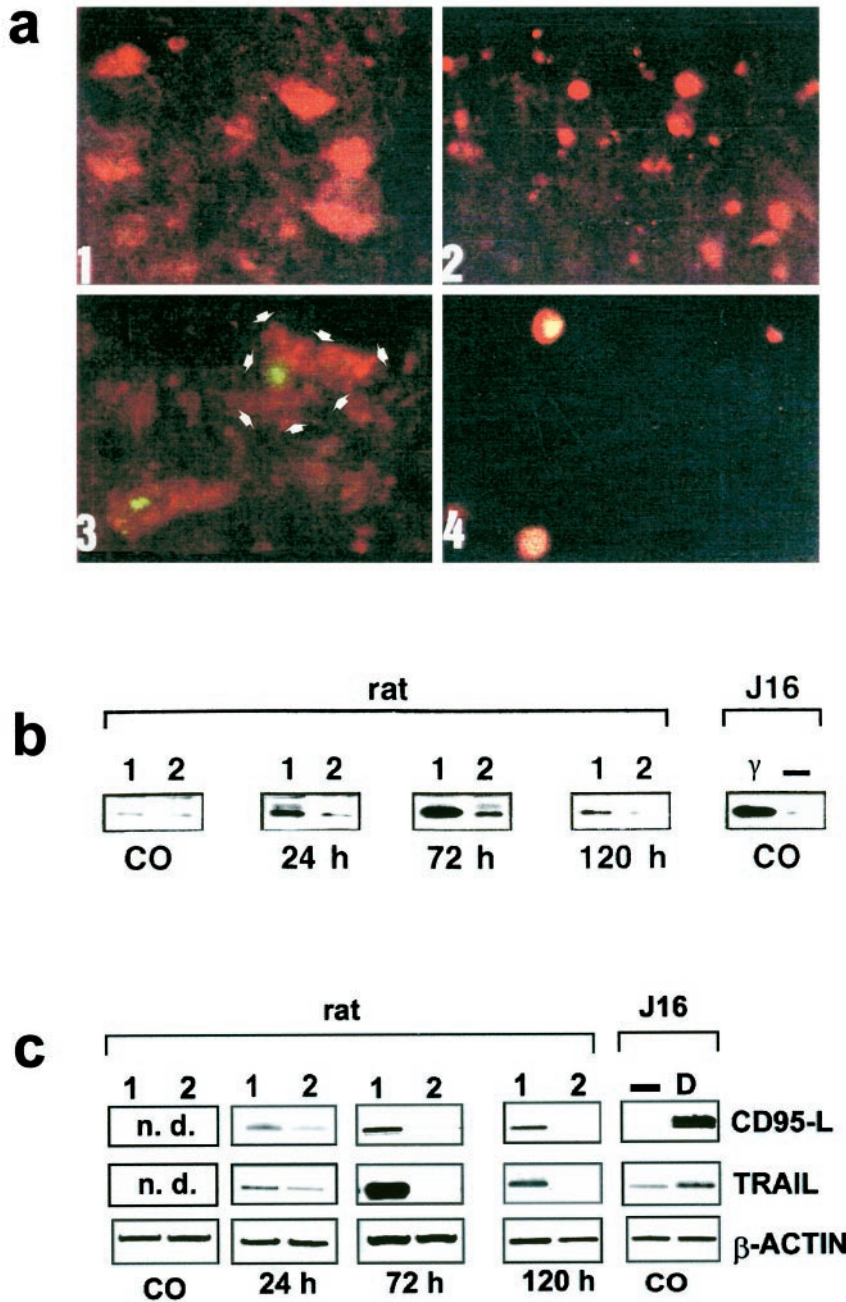 a
1
2
3
4
b
rat J16
1 2 1 2 1 2 1 2 γ –
CO 24 h 72 h 120 h CO
c
rat J16
1 2 1 2 1 2 1 2 – D
n. d. CD95-L
n. d. TRAIL
β-ACTIN
CO 24 h 72 h 120 h CO